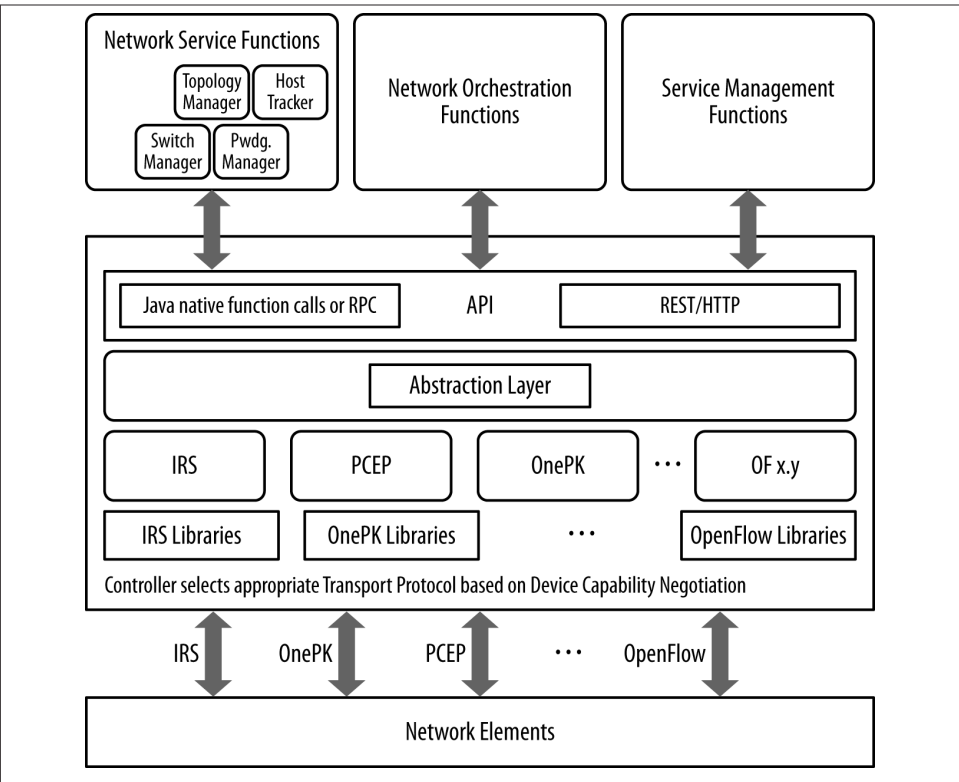 Network Service Functions
Topology
Manager
Host
Tracker
Switch
Manager
Pwdg.
Manager
Network Orchestration
Functions
Service Management
Functions
Java native function calls or RPC
API
REST/HTTP
Abstraction Layer
IRS
PCEP
OnePK
...
OF x.y
IRS Libraries
OnePK Libraries
...
OpenFlow Libraries
Controller selects appropriate Transport Protocol based on Device Capability Negotiation
IRS
OnePK
PCEP
...
OpenFlow
Network Elements